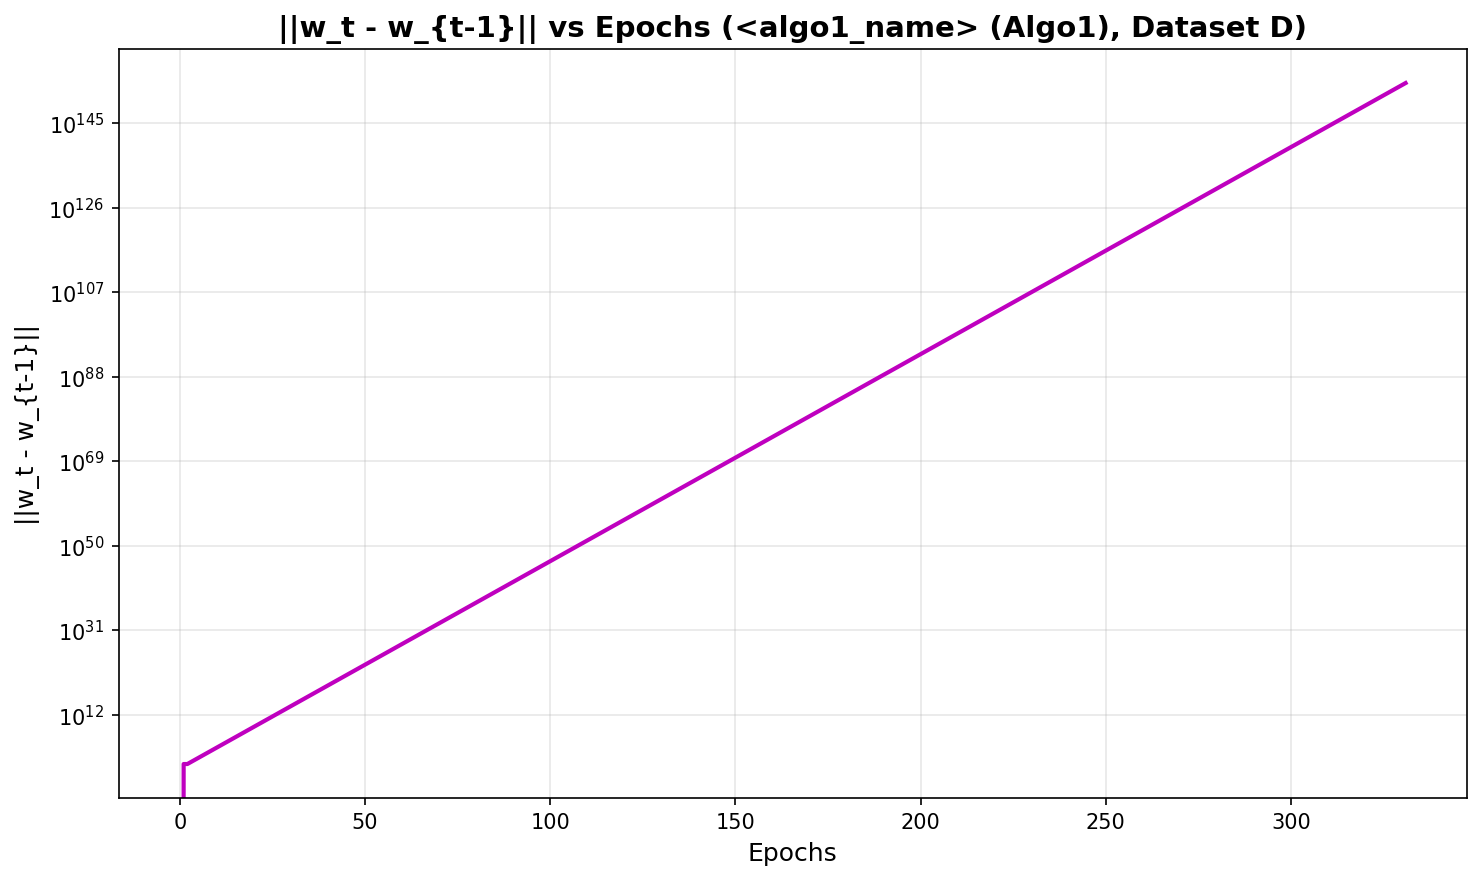 ||w_t - w_{t-1}|| vs Epochs (<algo1_name> (Algo1), Dataset D)
10^145
10^126
10^107
10^88
10^69
10^50
10^31
10^12
||w_t - w_{t-1}||
0 50 100 150 200 250 300
Epochs